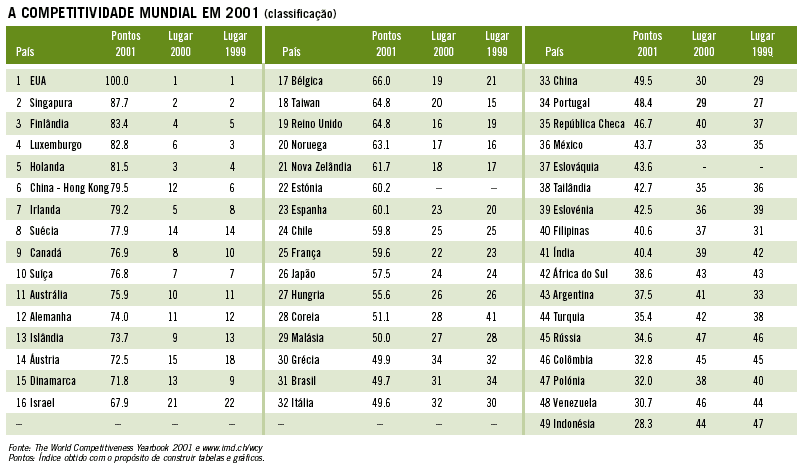 A COMPETITIVIDADE MUNDIAL EM 2001 (classificação)
País Pontos 2001 Lugar 2000 Lugar 1999 País Pontos 2001 Lugar 2000 Lugar 1999 País Pontos 2001 Lugar 2000 Lugar 1999
1 EUA 100.0 1 1 17 Bélgica 66.0 19 21 33 China 49.5 30 29
2 Singapura 87.7 2 2 18 Taiwan 64.8 20 15 34 Portugal 48.4 29 27
3 Finlândia 83.4 4 5 19 Reino Unido 64.8 16 19 35 República Checa 46.7 40 37
4 Luxemburgo 82.8 6 3 20 Noruega 63.1 17 16 36 México 43.7 33 35
5 Holanda 81.5 3 4 21 Nova Zelândia 61.7 18 17 37 Eslováquia 43.6 - -
6 China - Hong Kong 79.5 12 6 22 Estónia 60.2 – – 38 Tailândia 42.7 35 36
7 Irlanda 79.2 5 8 23 Espanha 60.1 23 20 39 Eslovénia 42.5 36 39
8 Suécia 77.9 14 14 24 Chile 59.8 25 25 40 Filipinas 40.6 37 31
9 Canadá 76.9 8 10 25 França 59.6 22 23 41 Índia 40.4 39 42
10 Suiça 76.8 7 7 26 Japão 57.5 24 24 42 África do Sul 38.6 43 43
11 Austrália 75.9 10 11 27 Hungria 55.6 26 26 43 Argentina 37.5 41 33
12 Alemanha 74.0 11 12 28 Coreia 51.1 28 41 44 Turquia 35.4 42 38
13 Islândia 73.7 9 13 29 Malásia 50.0 27 28 45 Rússia 34.6 47 46
14 Áustria 72.5 15 18 30 Grécia 49.9 34 32 46 Colômbia 32.8 45 45
15 Dinamarca 71.8 13 9 31 Brasil 49.7 31 34 47 Polónia 32.0 38 40
16 Israel 67.9 21 22 32 Itália 49.6 32 30 48 Venezuela 30.7 46 44
– – – – – – – – 49 Indonésia 28.3 44 47
Fonte: The World Competitiveness Yearbook 2001 e www.imd.ch/wcy
Pontos: Índice obtido com o propósito de construir tabelas e gráficos.